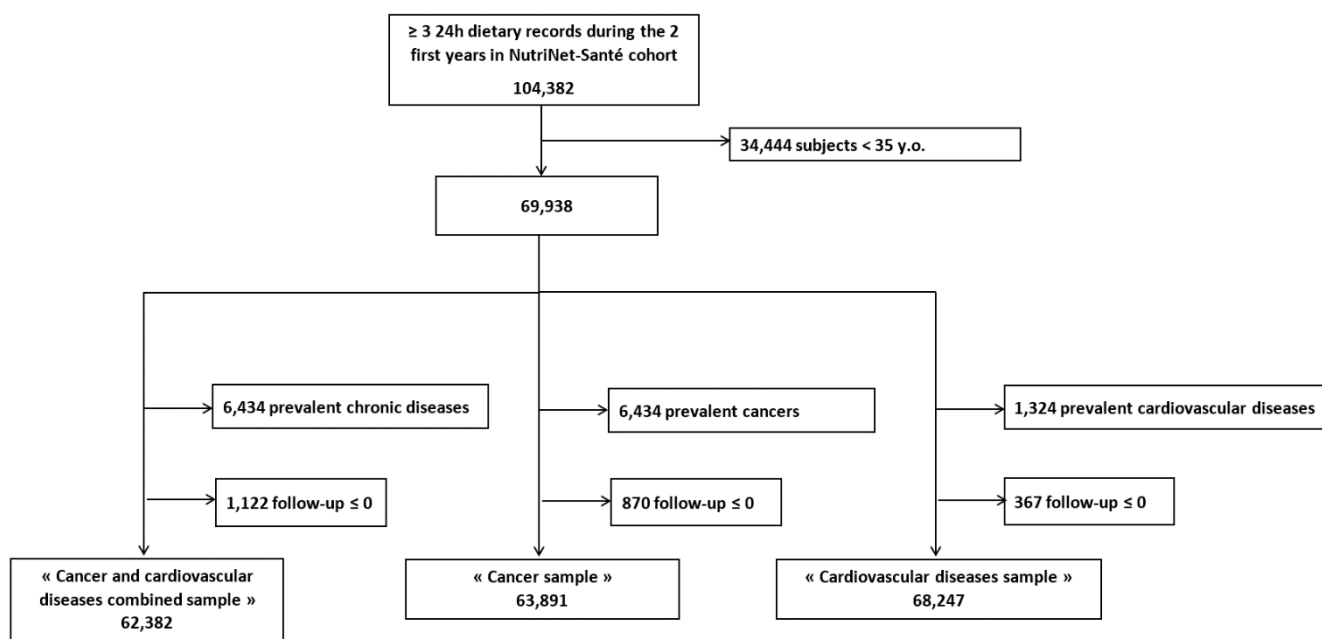 ≥ 3 24h dietary records during the 2
first years in NutriNet-Santé cohort
104,382
34,444 subjects < 35 y.o.
69,938
6,434 prevalent chronic diseases
6,434 prevalent cancers
1,324 prevalent cardiovascular diseases
1,122 follow-up ≤ 0
870 follow-up ≤ 0
367 follow-up ≤ 0
« Cancer and cardiovascular
diseases combined sample »
62,382
« Cancer sample »
63,891
« Cardiovascular diseases sample »
68,247